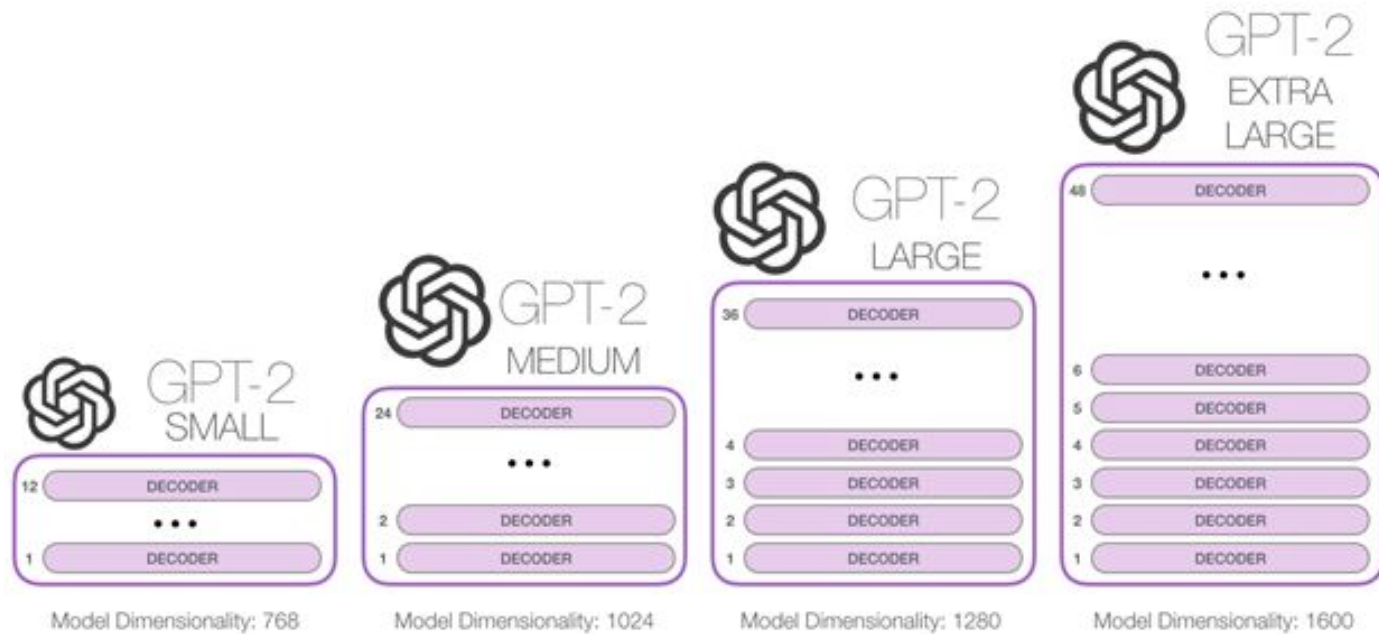 GPT-2
SMALL
12 DECODER
1 DECODER
Model Dimensionality: 768
GPT-2
MEDIUM
24 DECODER
2 DECODER
1 DECODER
Model Dimensionality: 1024
GPT-2
LARGE
36 DECODER
4 DECODER
3 DECODER
2 DECODER
1 DECODER
Model Dimensionality: 1280
GPT-2
EXTRA
LARGE
48 DECODER
6 DECODER
5 DECODER
4 DECODER
3 DECODER
2 DECODER
1 DECODER
Model Dimensionality: 1600